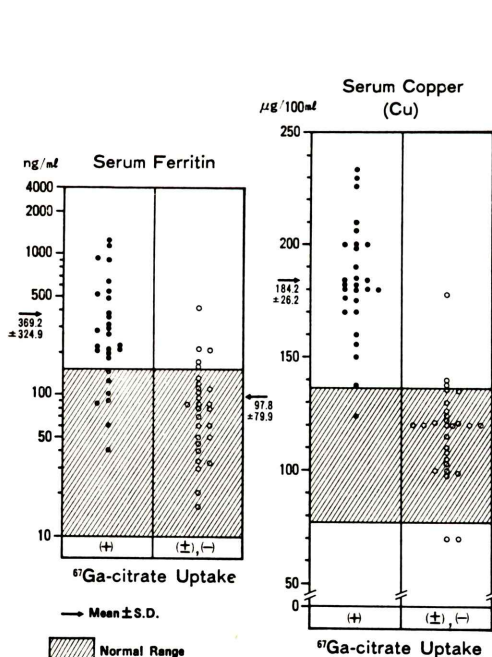 Serum Copper
(Cu)
μg/100ml
250
200
184.2
±26.2
150
100
50
0
(+)
(±),(−)
⁶⁷Ga-citrate Uptake
ng/ml
Serum Ferritin
4000
2000
1000
500
369.2
±324.9
100
97.8
±79.9
50
10
(+)
(±),(−)
⁶⁷Ga-citrate Uptake
Mean±S.D.
Normal Range